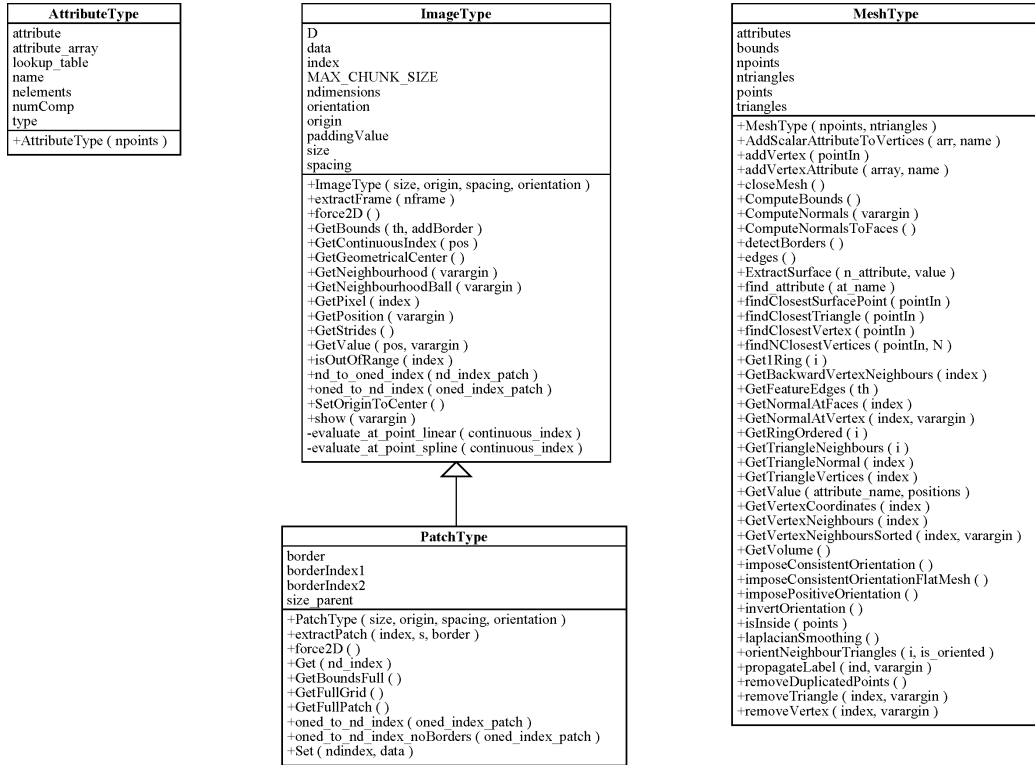 AttributeType
attribute
attribute_array
lookup_table
name
nelements
numComp
type
+AttributeType ( npoints )
ImageType
D
data
index
MAX_CHUNK_SIZE
ndimensions
orientation
origin
paddingValue
size
spacing
+ImageType ( size, origin, spacing, orientation )
+extractFrame ( nframe )
+force2D ( )
+GetBounds ( th, addBorder )
+GetContinuousIndex ( pos )
+GetGeometricalCenter ( )
+GetNeighbourhood ( varargin )
+GetNeighbourhoodBall ( varargin )
+GetPixel ( index )
+GetPosition ( varargin )
+GetStrides ( )
+GetValue ( pos, varargin )
+isOutOfRange ( index )
+nd_to_oned_index ( nd_index_patch )
+oned_to_nd_index ( oned_index_patch )
+SetOriginToCenter ( )
+show ( varargin )
-evaluate_at_point_linear ( continuous_index )
-evaluate_at_point_spline ( continuous_index )
PatchType
border
borderIndex1
borderIndex2
size_parent
+PatchType ( size, origin, spacing, orientation )
+extractPatch ( index, s, border )
+force2D ( )
+Get ( nd_index )
+GetBoundsFull ( )
+GetFullGrid ( )
+GetFullPatch ( )
+oned_to_nd_index ( oned_index_patch )
+oned_to_nd_index_noBorders ( oned_index_patch )
+Set ( ndindex, data )
MeshType
attributes
bounds
npoints
ntriangles
points
triangles
+MeshType ( npoints, ntriangles )
+AddScalarAttributeToVertices ( arr, name )
+addVertex ( pointIn )
+addVertexAttribute ( array, name )
+closeMesh ( )
+ComputeBounds ( )
+ComputeNormals ( varargin )
+ComputeNormalsToFaces ( )
+detectBorders ( )
+edges ( )
+ExtractSurface ( n_attribute, value )
+find_attribute ( at_name )
+findClosestSurfacePoint ( pointIn )
+findClosestTriangle ( pointIn )
+findClosestVertex ( pointIn )
+findNClosestVertices ( pointIn, N )
+Get1Ring ( i )
+GetBackwardVertexNeighbours ( index )
+GetFeatureEdges ( th )
+GetNormalAtFaces ( index )
+GetNormalAtVertex ( index, varargin )
+GetRingOrdered ( i )
+GetTriangleNeighbours ( i )
+GetTriangleNormal ( index )
+GetTriangleVertices ( index )
+GetValue ( attribute_name, positions )
+GetVertexCoordinates ( index )
+GetVertexNeighbours ( index )
+GetVertexNeighboursSorted ( index, varargin )
+GetVolume ( )
+imposeConsistentOrientation ( )
+imposeConsistentOrientationFlatMesh ( )
+imposePositiveOrientation ( )
+invertOrientation ( )
+isInside ( points )
+laplacianSmoothing ( )
+orientNeighbourTriangles ( i, is_oriented )
+propagateLabel ( ind, varargin )
+removeDuplicatedPoints ( )
+removeTriangle ( index, varargin )
+removeVertex ( index, varargin )